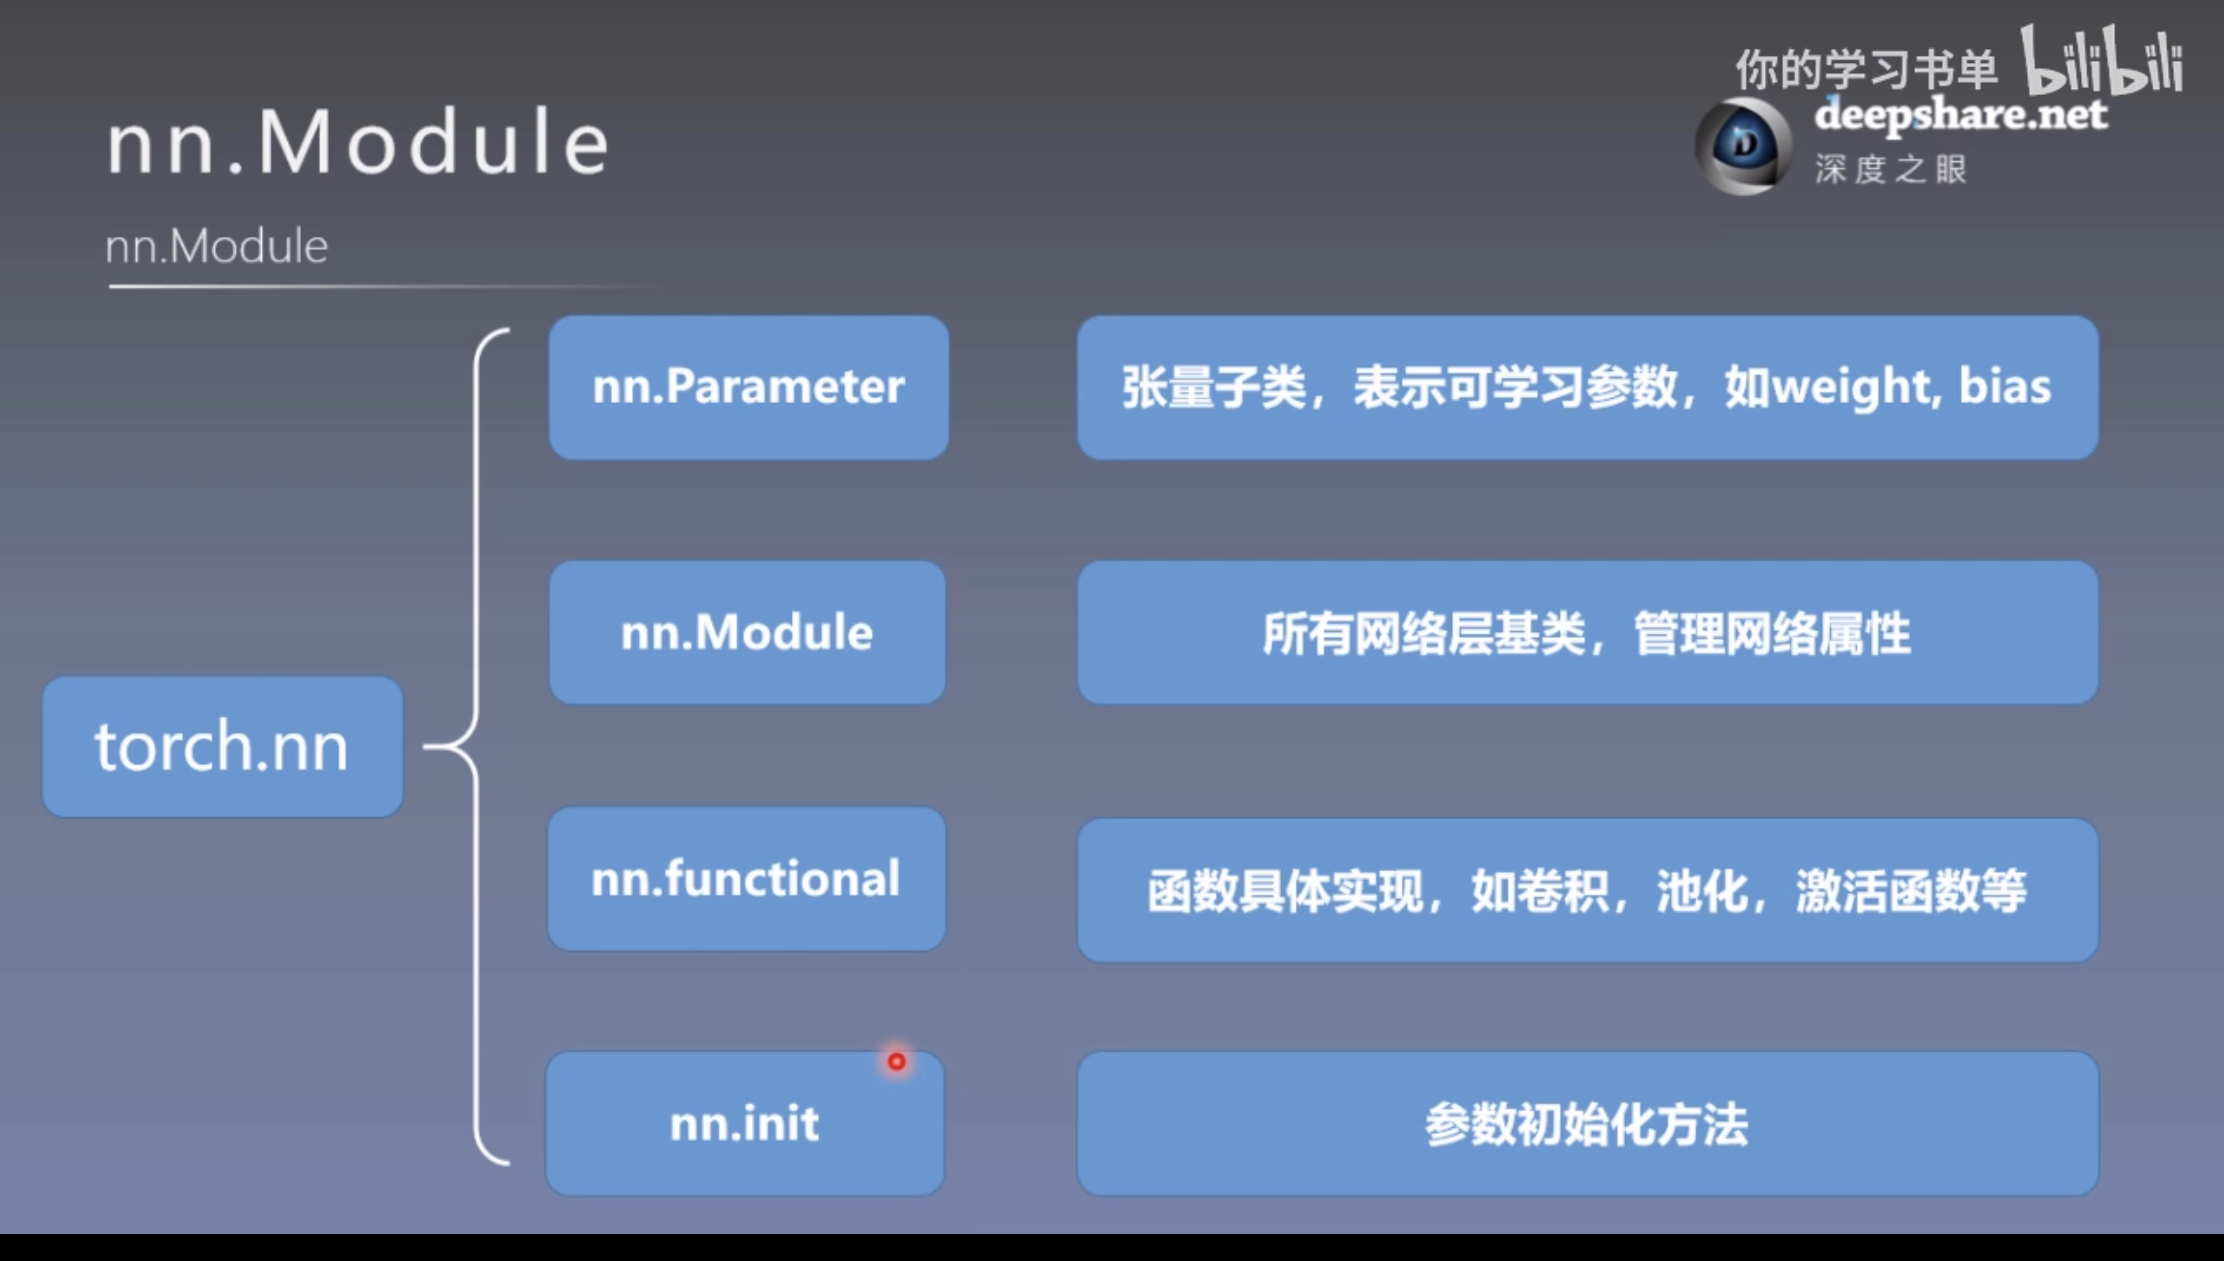 你的学习书单 bilibili
nn.Module
deepshare.net
深度之眼
nn.Module
nn.Parameter
张量子类，表示可学习参数，如weight, bias
nn.Module
所有网络层基类，管理网络属性
torch.nn
nn.functional
函数具体实现，如卷积，池化，激活函数等
nn.init
参数初始化方法